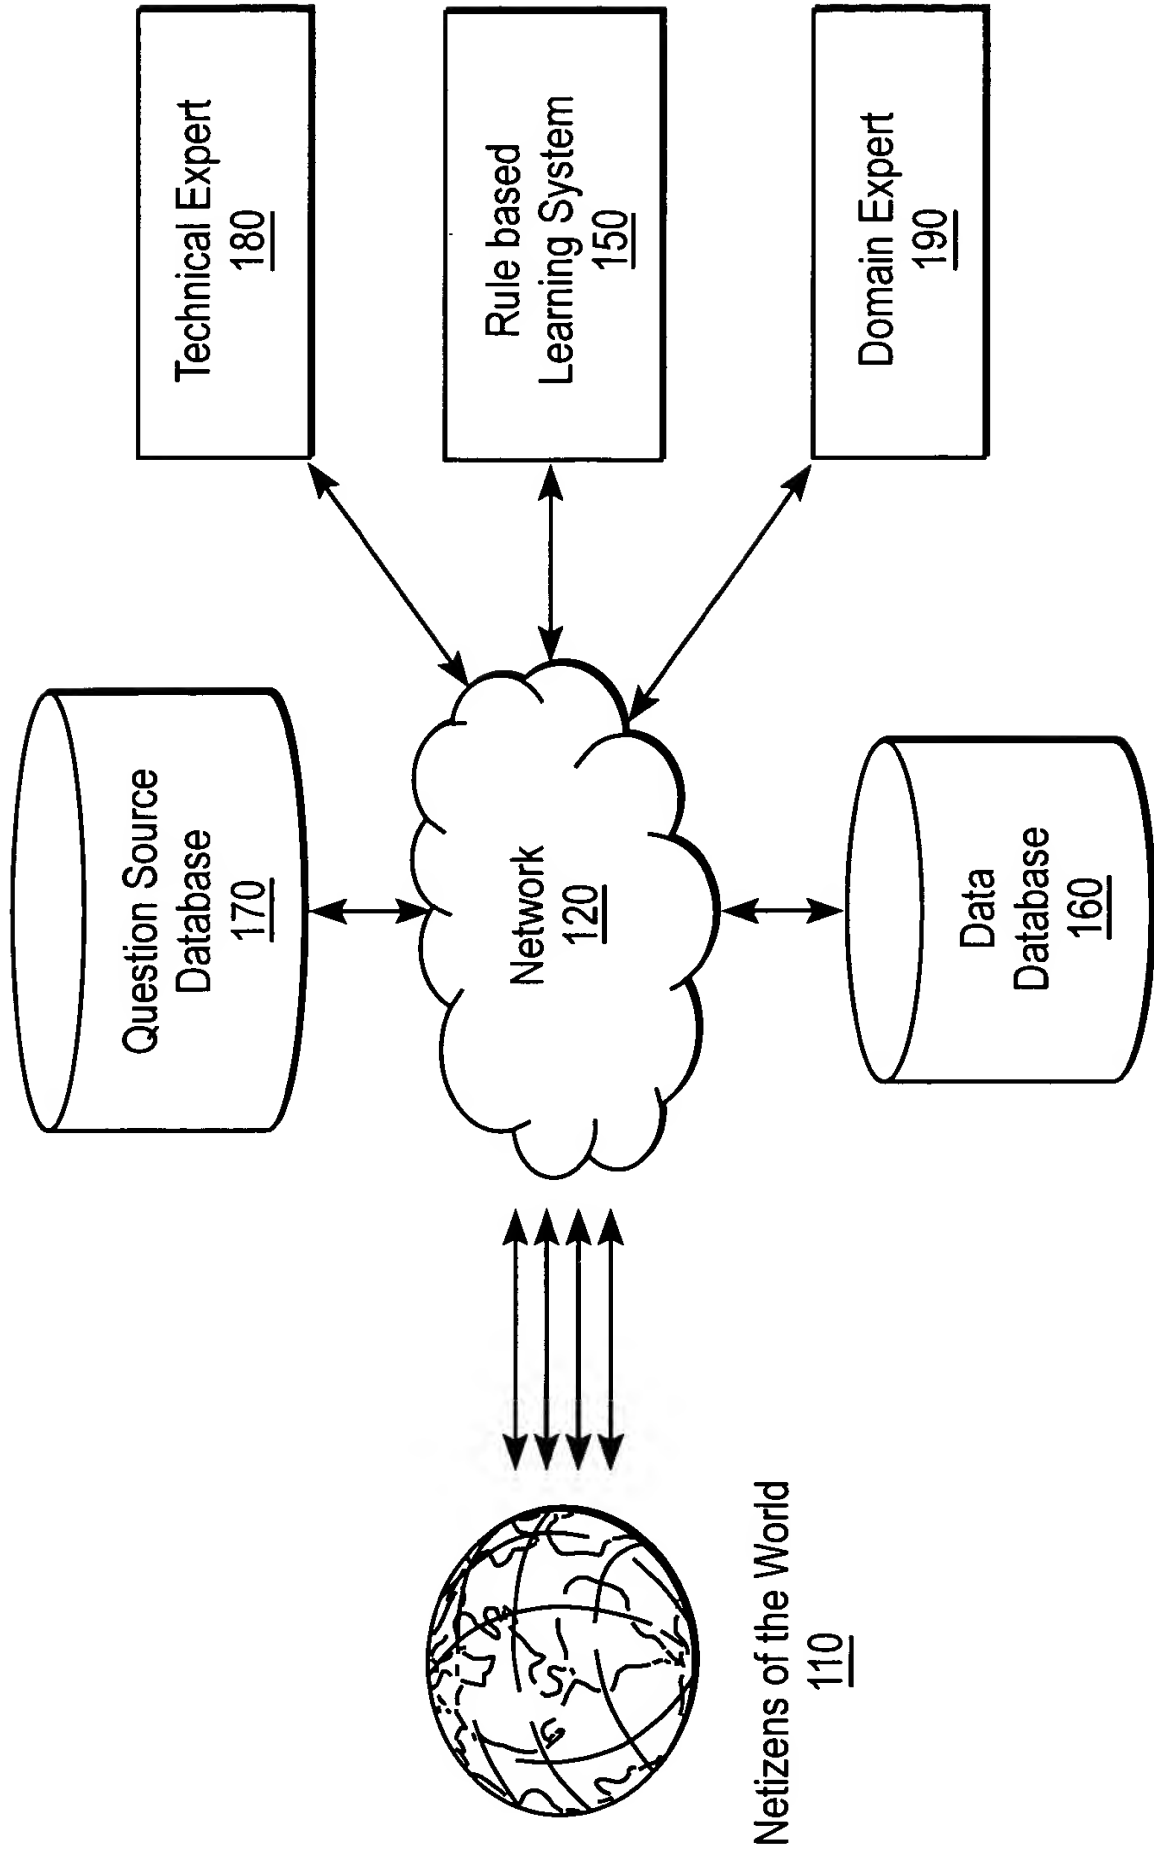 Question Source
Database
170
Technical Expert
180
Netizens of the World
110
Network
120
Rule based
Learning System
150
Data
Database
160
Domain Expert
190